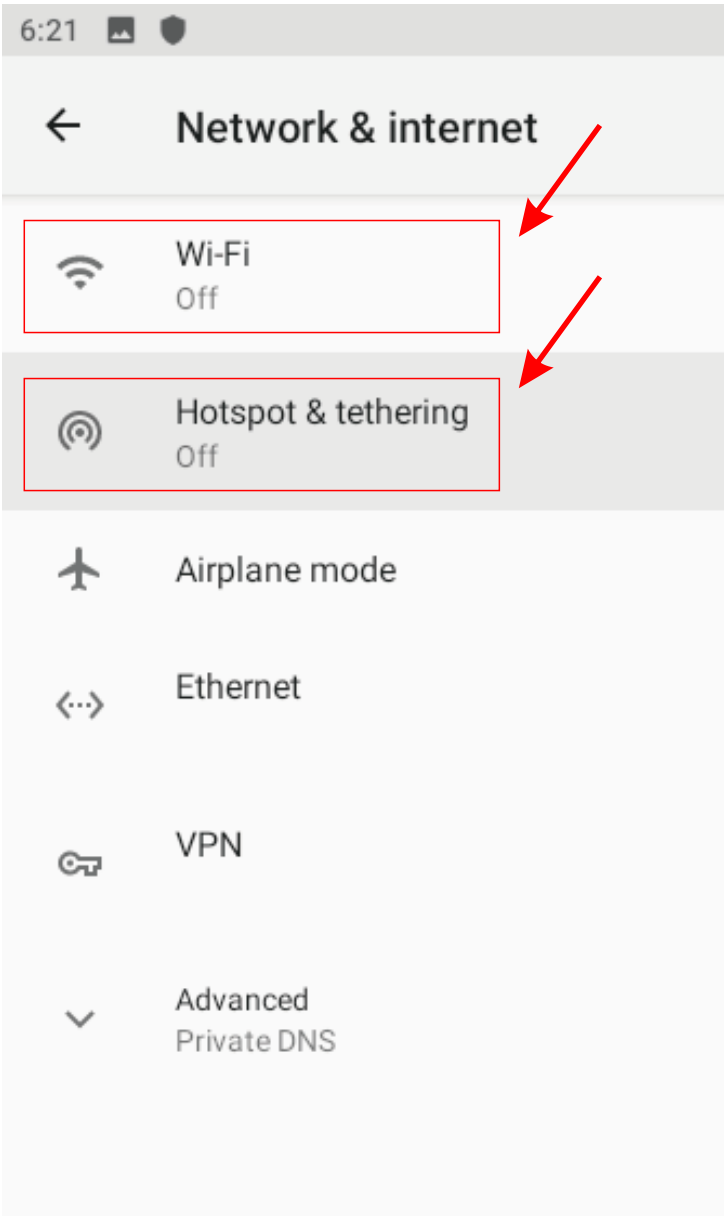 6:21
Network & internet
Wi-Fi
Off
Hotspot & tethering
Off
Airplane mode
Ethernet
VPN
Advanced
Private DNS